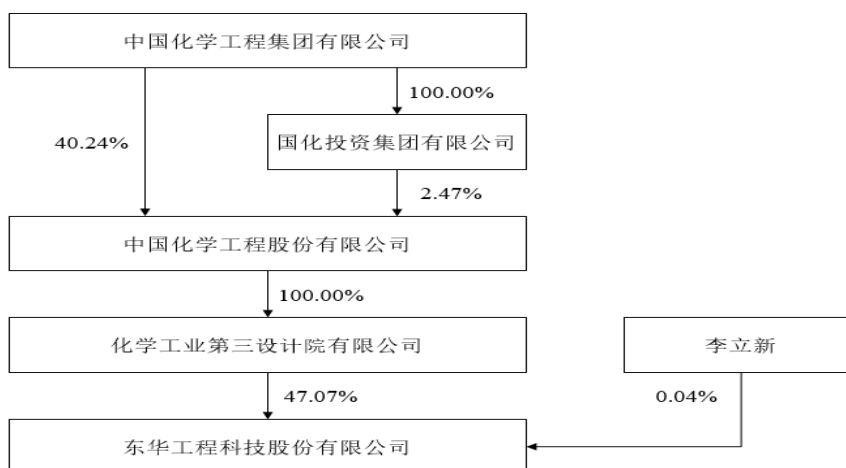 中国化学工程集团有限公司
100.00%
40.24%
国化投资集团有限公司
2.47%
中国化学工程股份有限公司
100.00%
化学工业第三设计院有限公司
李立新
47.07%
0.04%
东华工程科技股份有限公司